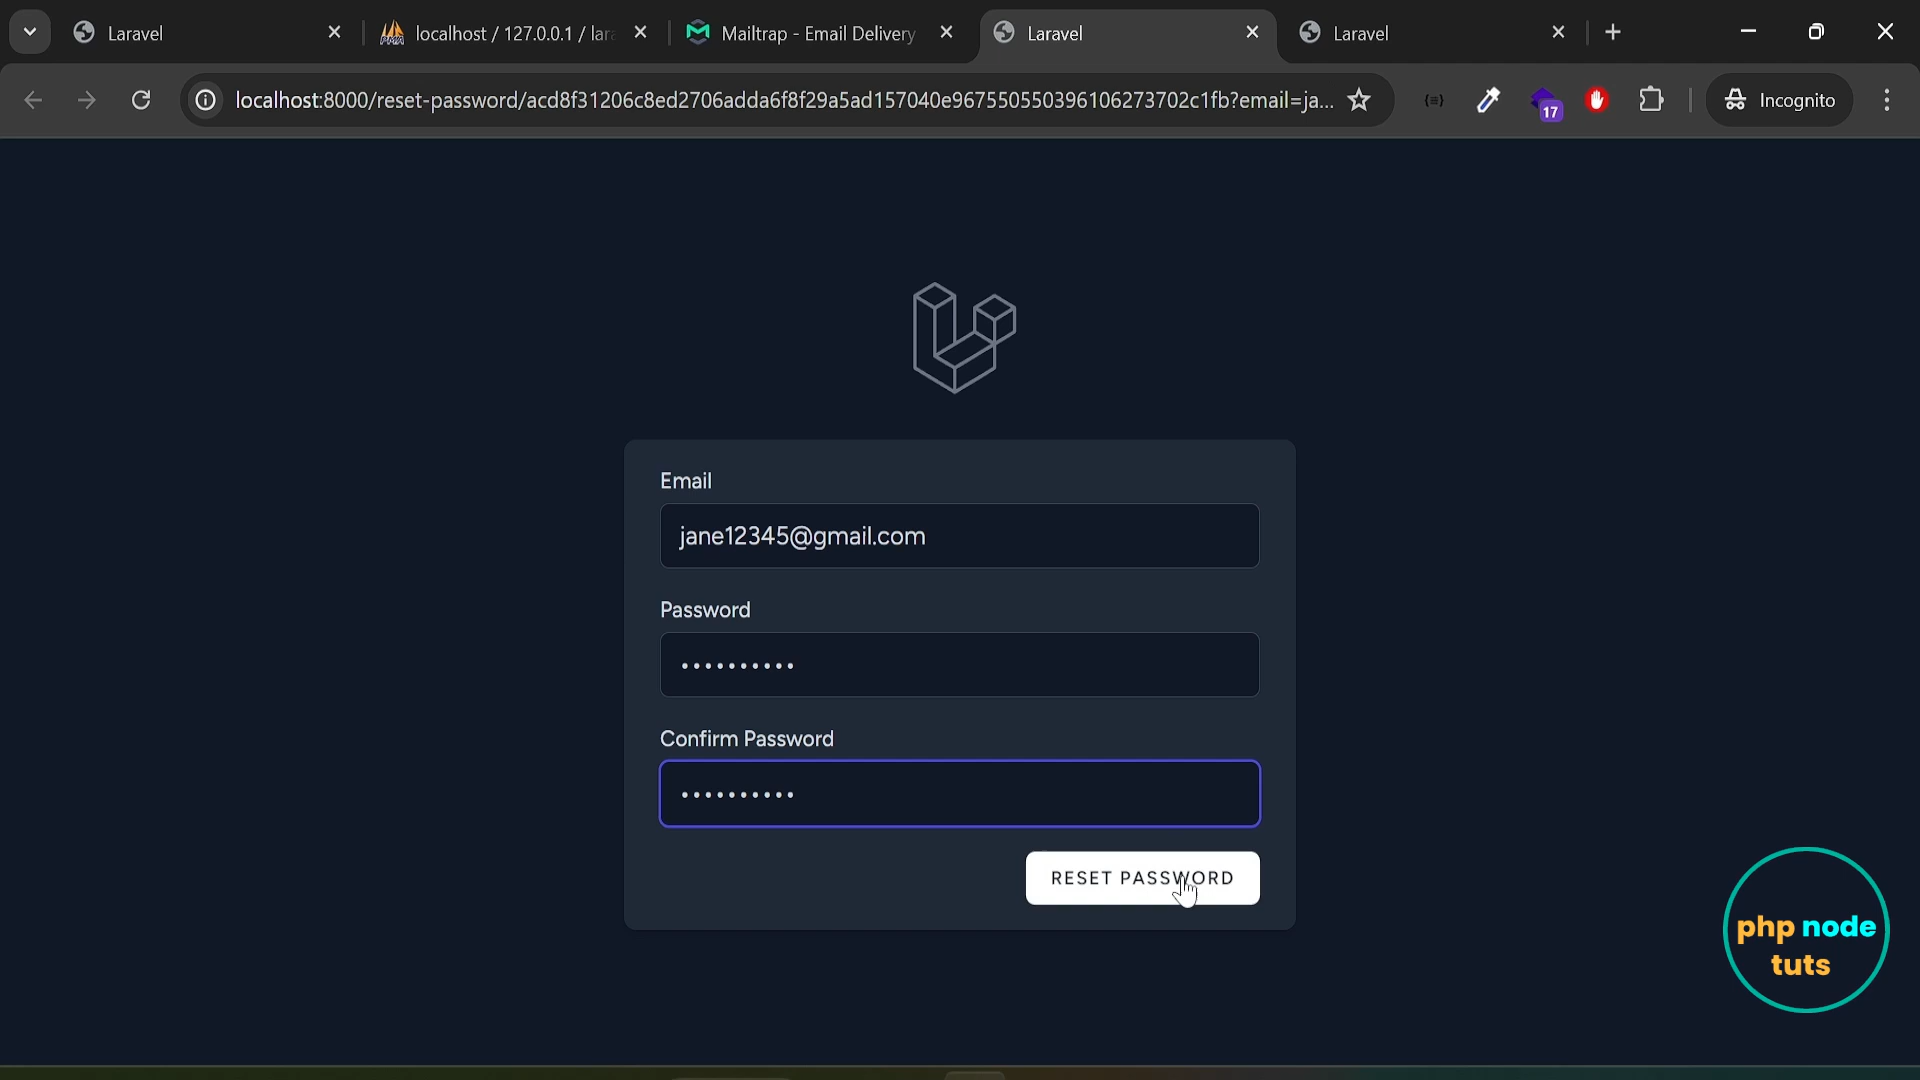 Laravel
localhost / 127.0.0.1 / lar
Mailtrap - Email Delivery
Laravel
Laravel
localhost:8000/reset-password/acd8f31206c8ed2706adda6f8f29a5ad157040e967550550396106273702c1fb?email=ja...
17
Incognito
Email
jane12345@gmail.com
Password
Confirm Password
RESET PASSWORD
php node
tuts